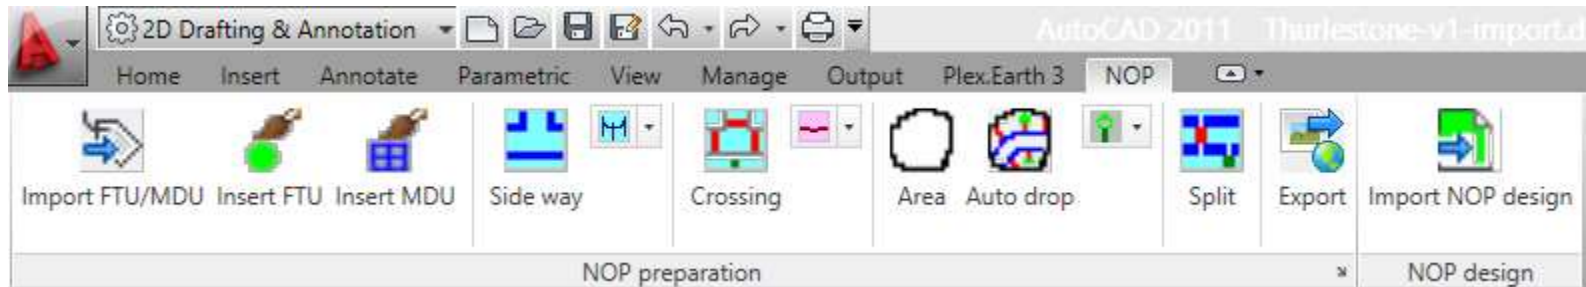 2D Drafting & Annotation AutoCAD 2011 Thurlestone-v1-import.d
Home Insert Annotate Parametric View Manage Output Plex.Earth 3 NOP
Import FTU/MDU Insert FTU Insert MDU Side way Crossing Area Auto drop Split Export Import NOP design
NOP preparation NOP design